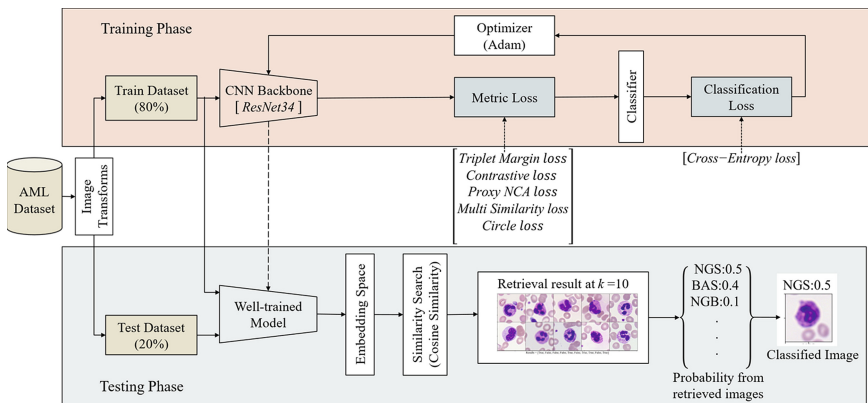 Training Phase
Optimizer
(Adam)
Train Dataset
(80%)
CNN Backbone
[ ResNet34 ]
Metric Loss
Classifier
Classification
Loss
AML
Dataset
Image
Transforms
Triplet Margin loss
Contrastive loss
Proxy NCA loss
Multi Similarity loss
Circle loss
[Cross−Entropy loss]
Well-trained
Model
Embedding Space
Similarity Search
(Cosine Similarity)
Retrieval result at k =10
NGS:0.5
BAS:0.4
NGB:0.1
.
.
.
NGS:0.5
Test Dataset
(20%)
Classified Image
Probability from
retrieved images
Testing Phase